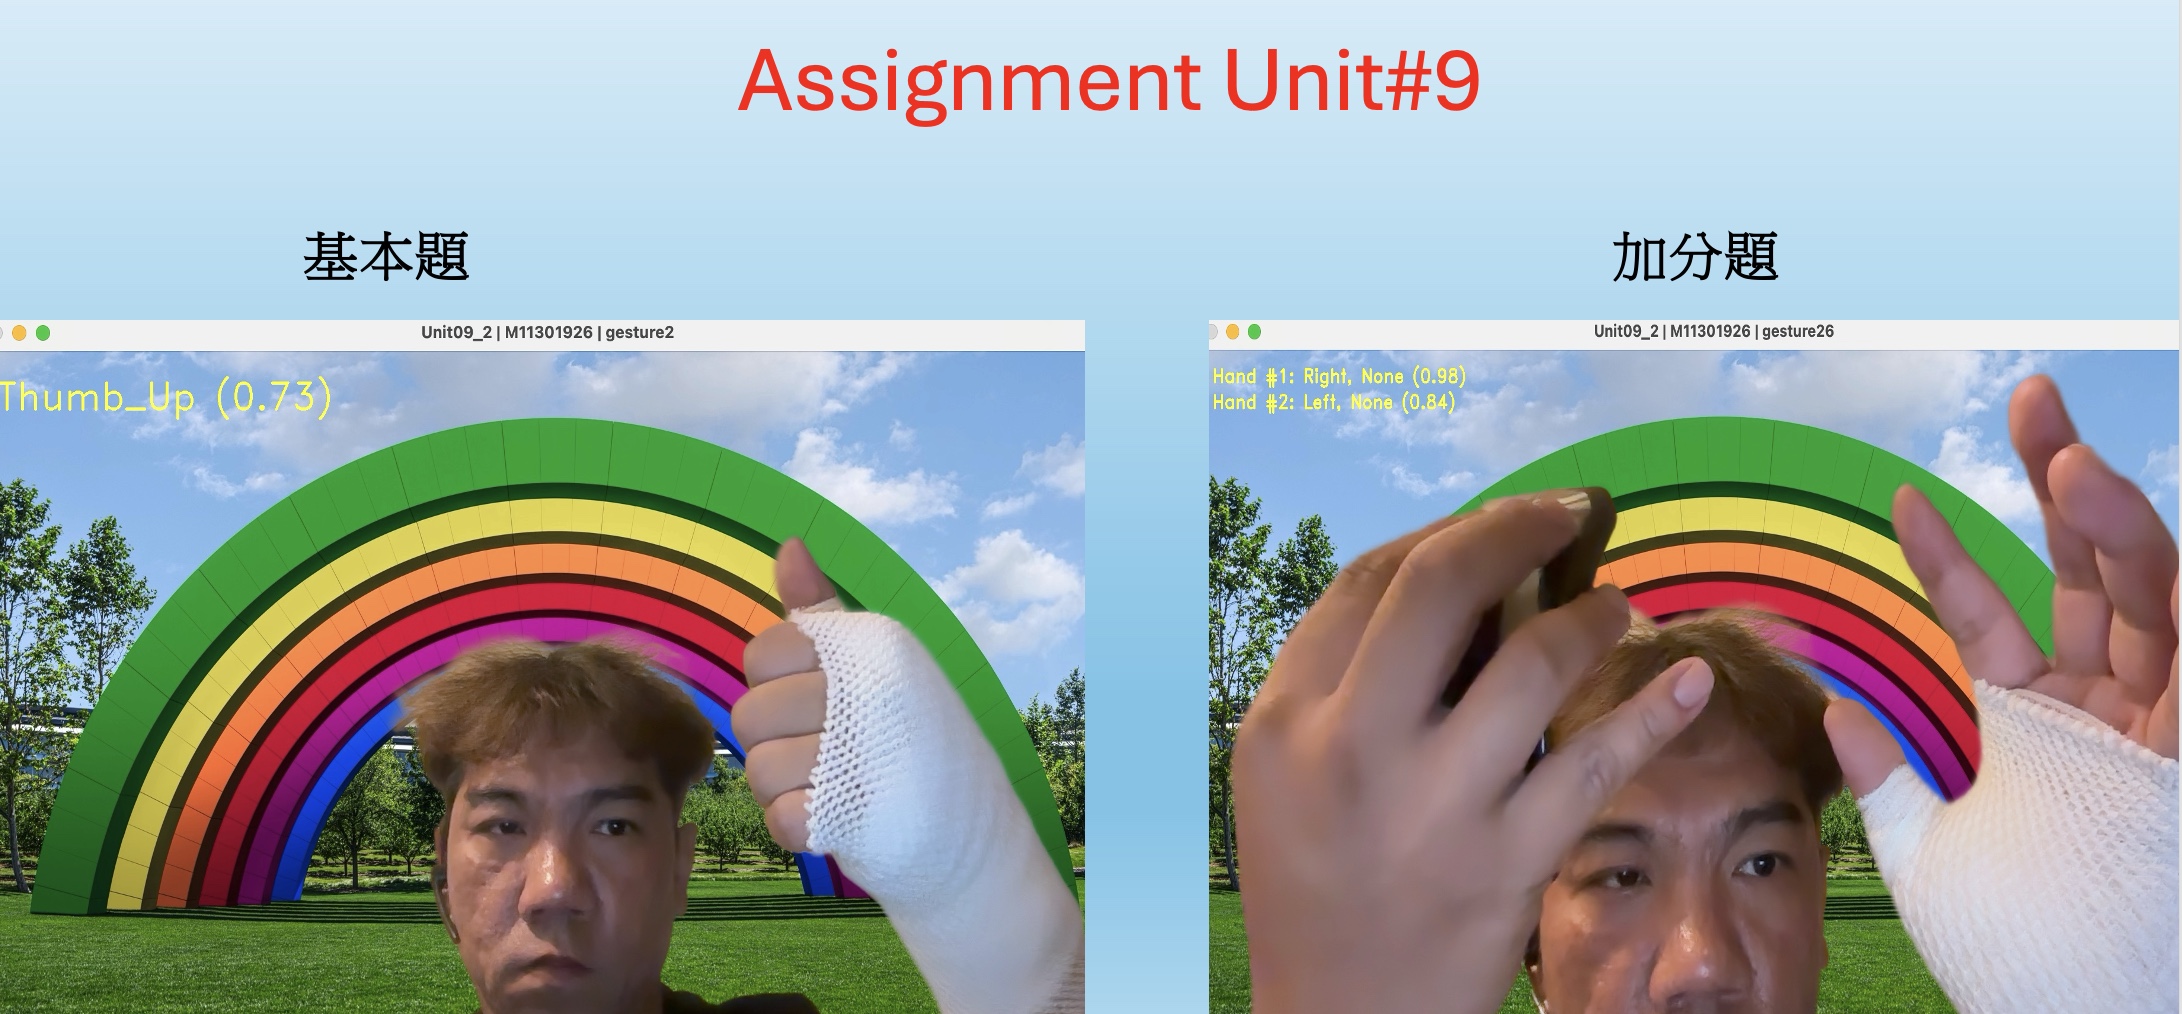 Assignment Unit#9
基本題
加分題
Unit09_2 | M11301926 | gesture2
Thumb_Up (0.73)
Unit09_2 | M11301926 | gesture26
Hand #1: Right, None (0.98)
Hand #2: Left, None (0.84)